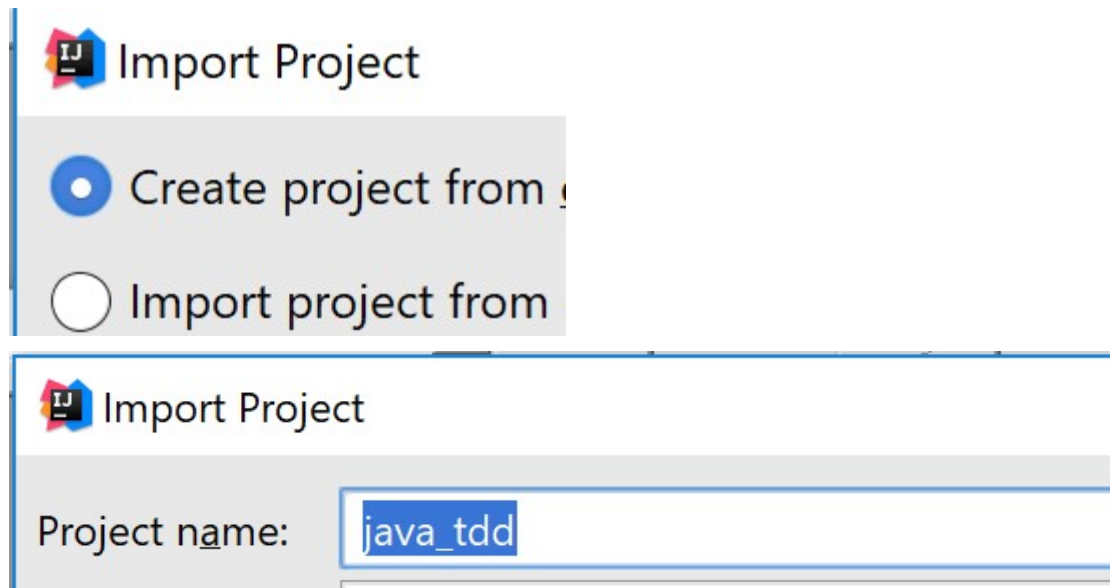 IJ Import Project
Create project from
Import project from
IJ Import Project
Project name: java_tdd